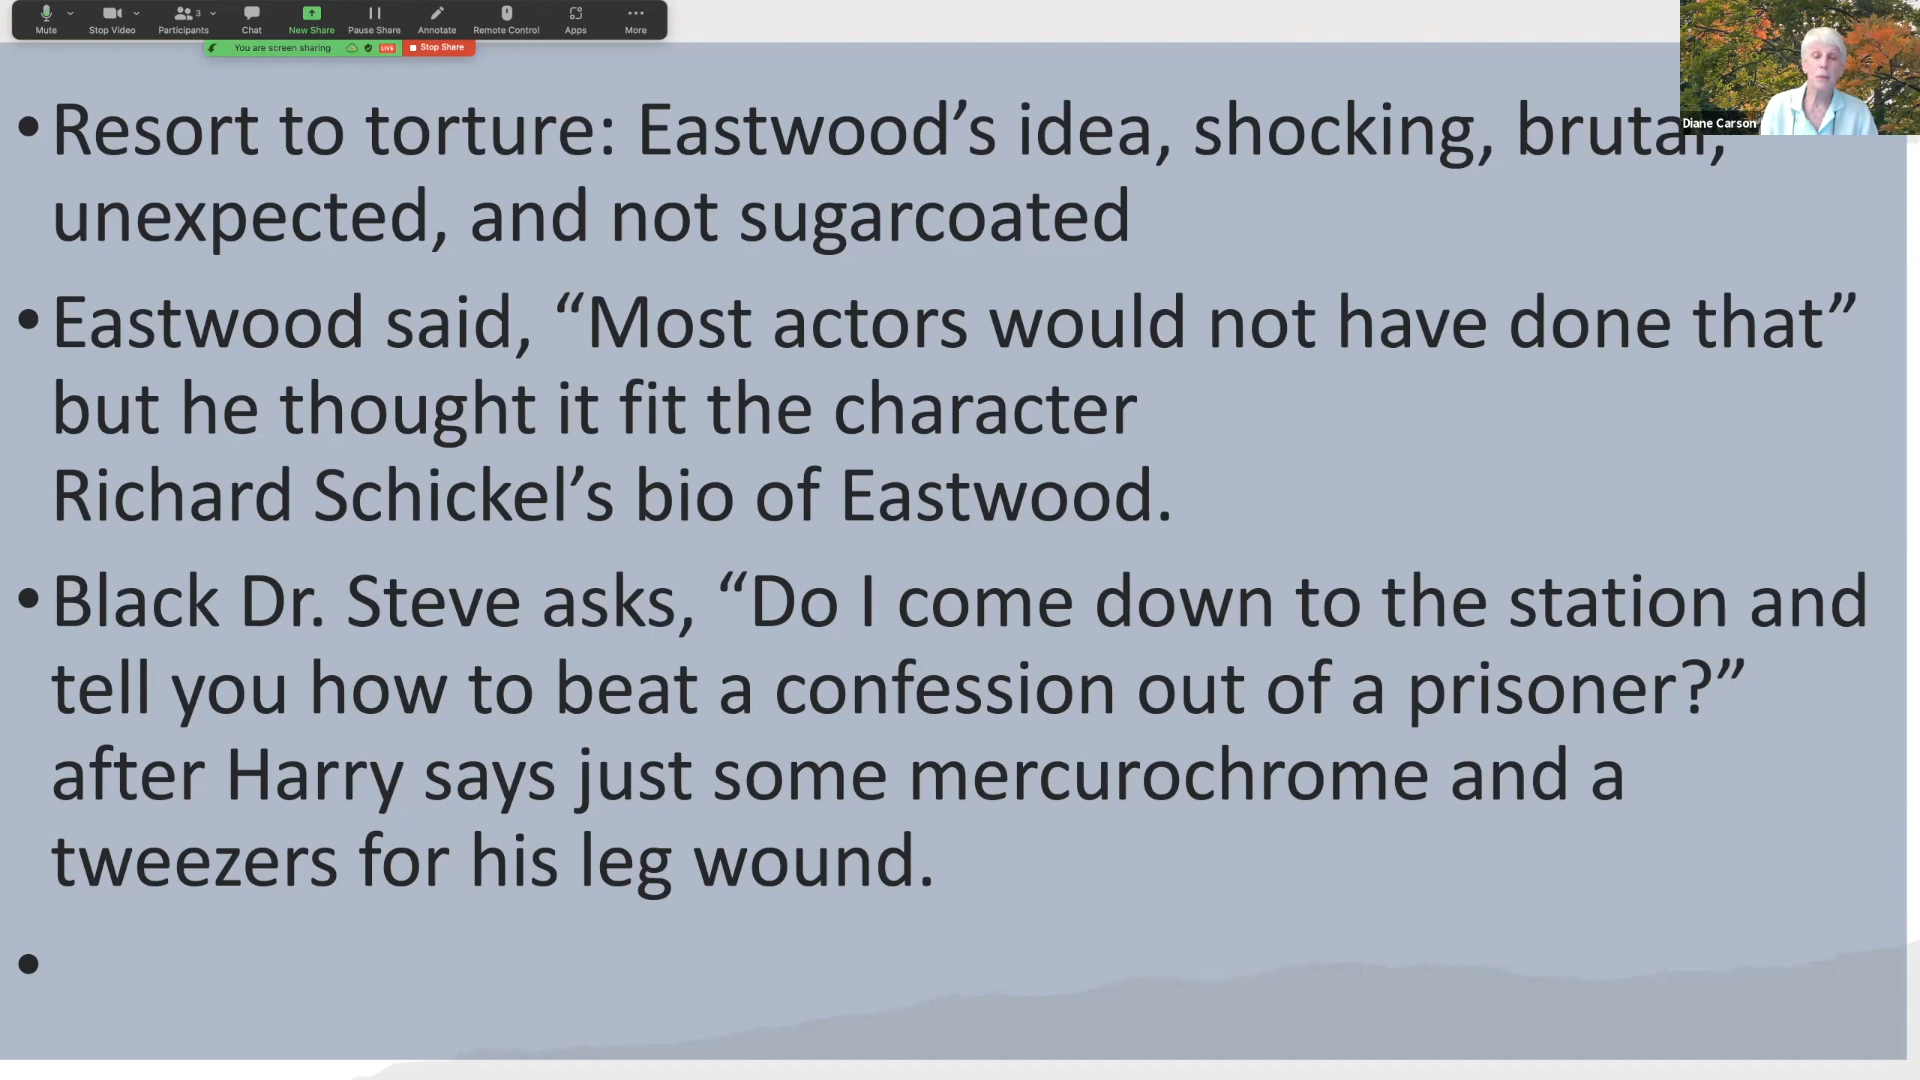 Mute
Stop Video
Participants
3
Chat
New Share
Pause Share
Annotate
Remote Control
Apps
More
You are screen sharing
LIVE
Stop Share
Diane Carson
•Resort to torture: Eastwood’s idea, shocking, brutal,
unexpected, and not sugarcoated
•Eastwood said, “Most actors would not have done that”
but he thought it fit the character
Richard Schickel’s bio of Eastwood.
•Black Dr. Steve asks, “Do I come down to the station and
tell you how to beat a confession out of a prisoner?”
after Harry says just some mercurochrome and a
tweezers for his leg wound.
•